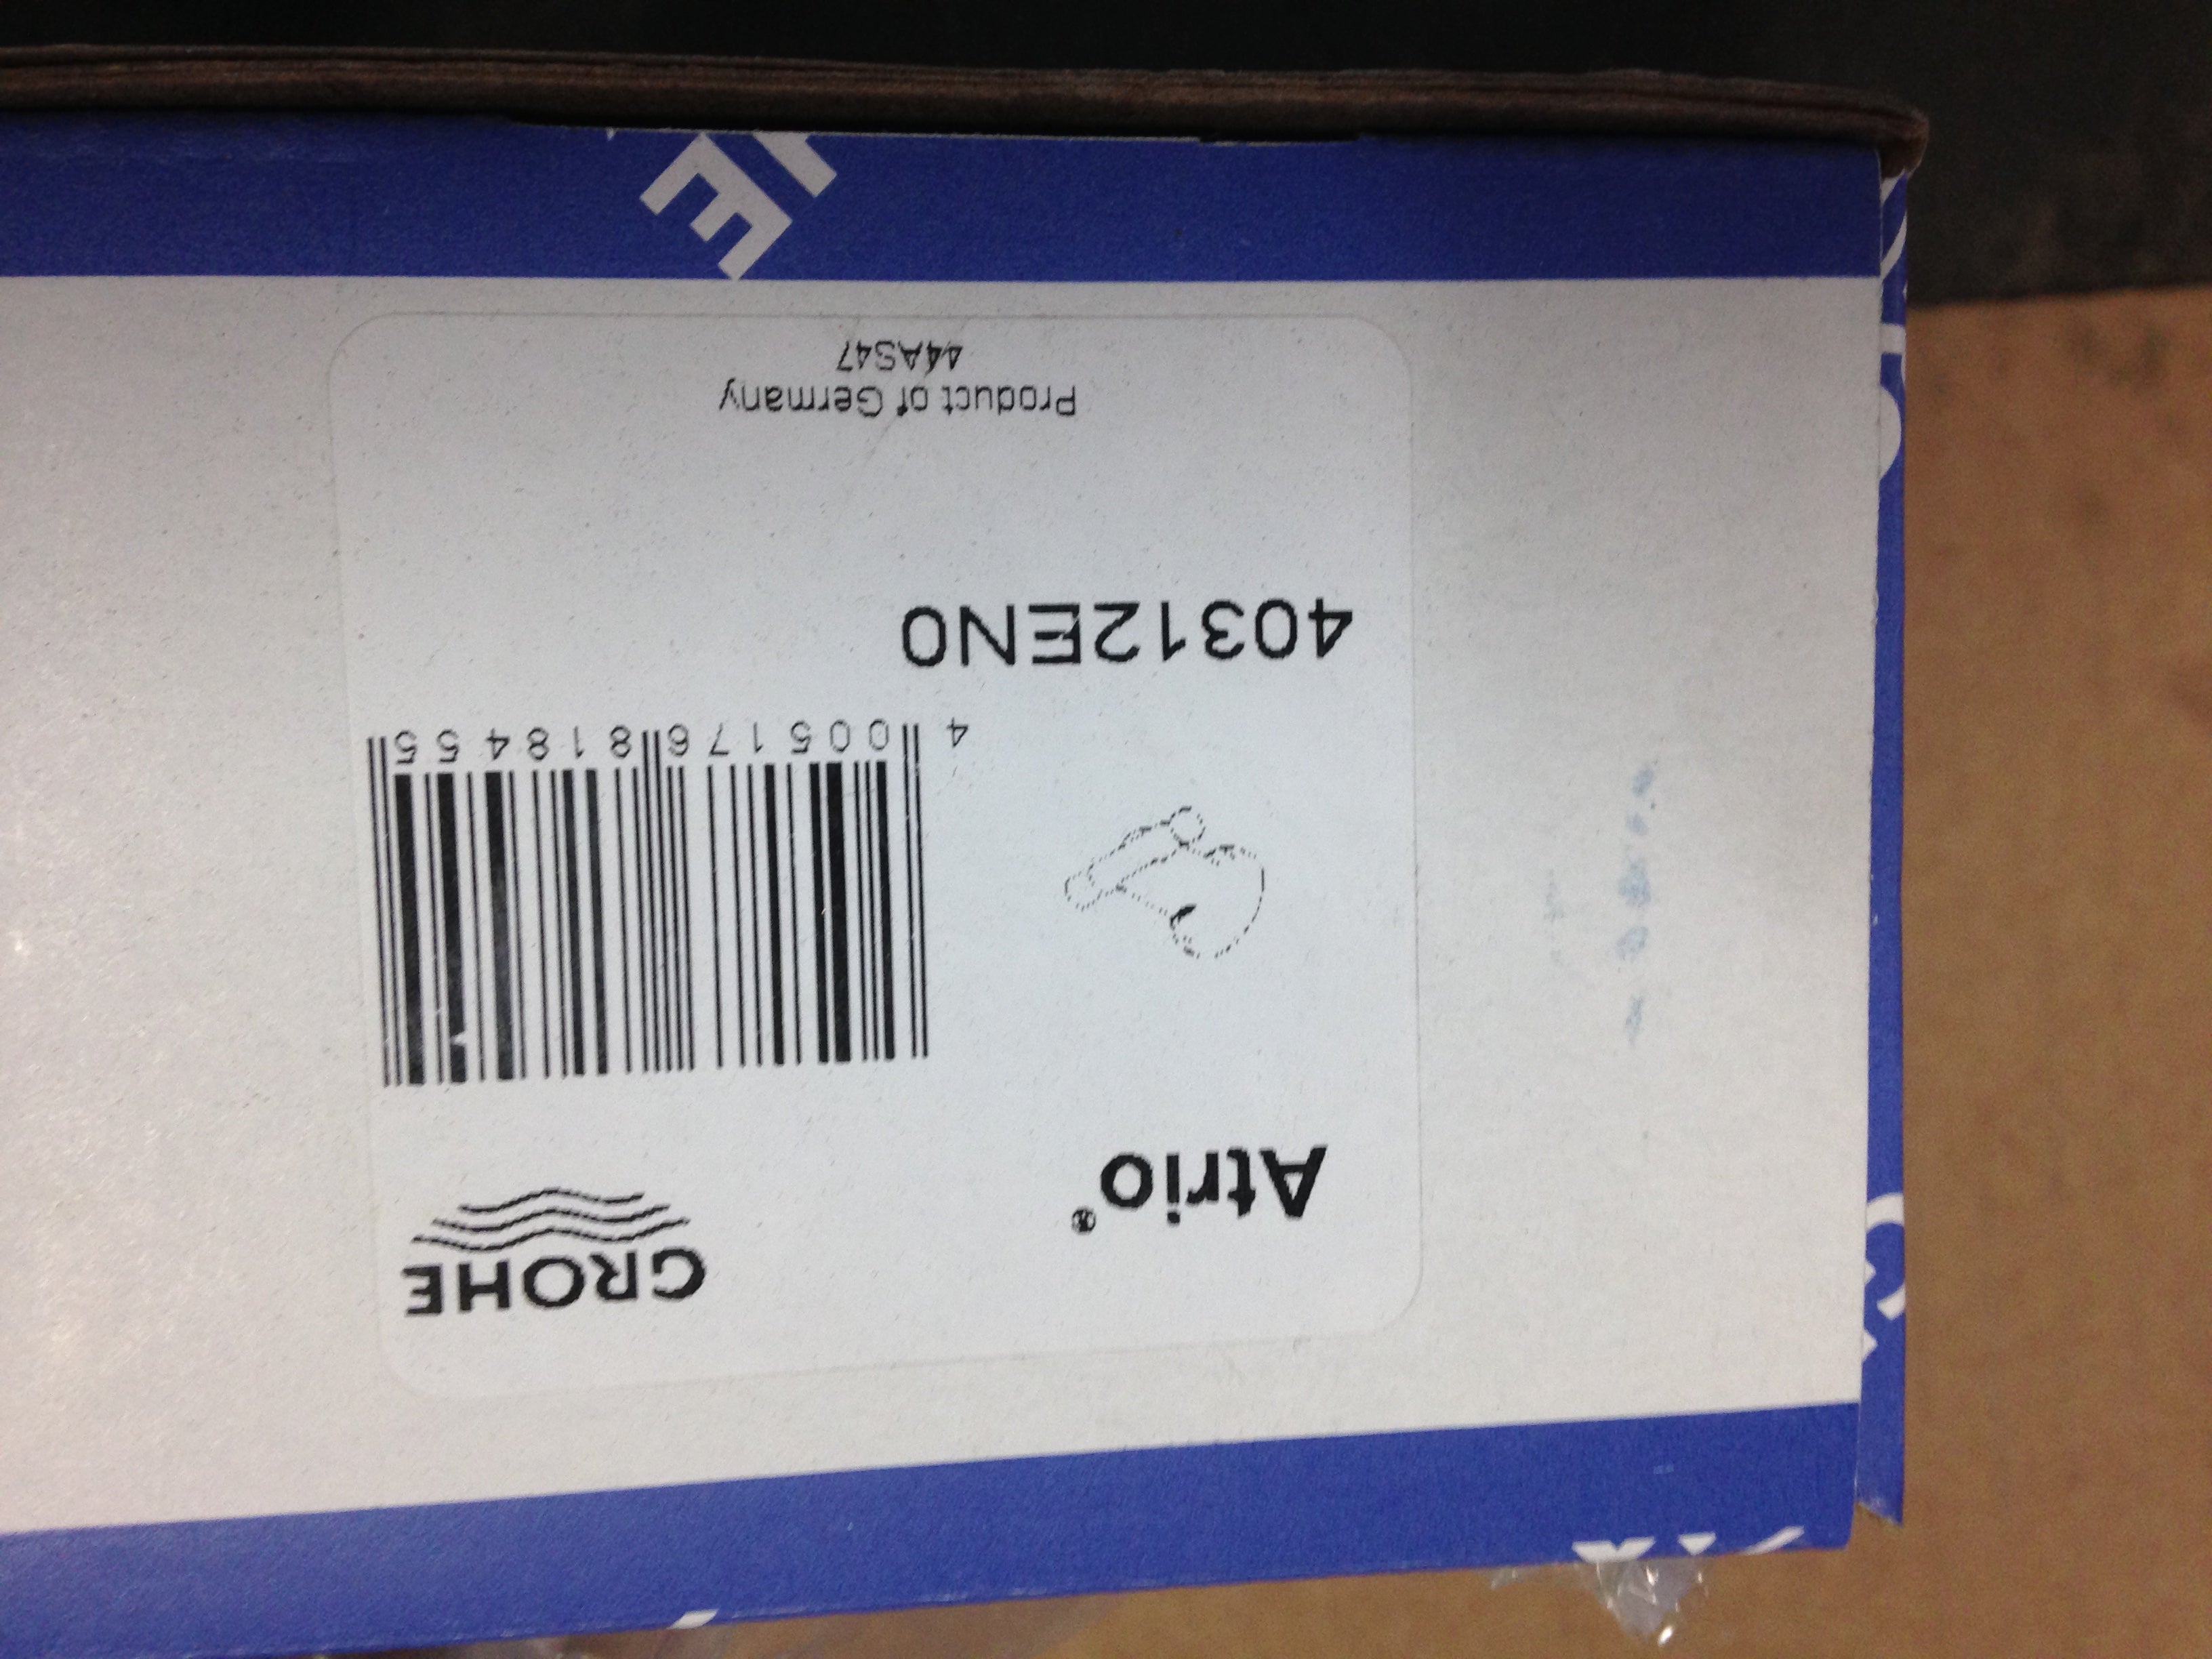 GROHE
Atrio®
4 005176 818455
40312EN0
Product of Germany
44AS47